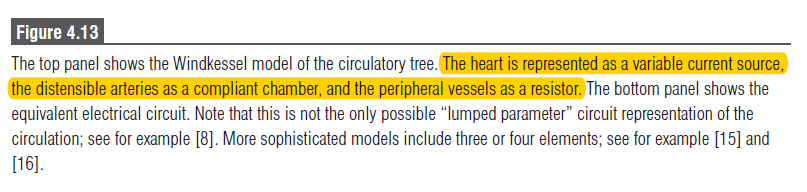 Figure 4.13
The top panel shows the Windkessel model of the circulatory tree. The heart is represented as a variable current source,
the distensible arteries as a compliant chamber, and the peripheral vessels as a resistor. The bottom panel shows the
equivalent electrical circuit. Note that this is not the only possible “lumped parameter” circuit representation of the
circulation; see for example [8]. More sophisticated models include three or four elements; see for example [15] and
[16].